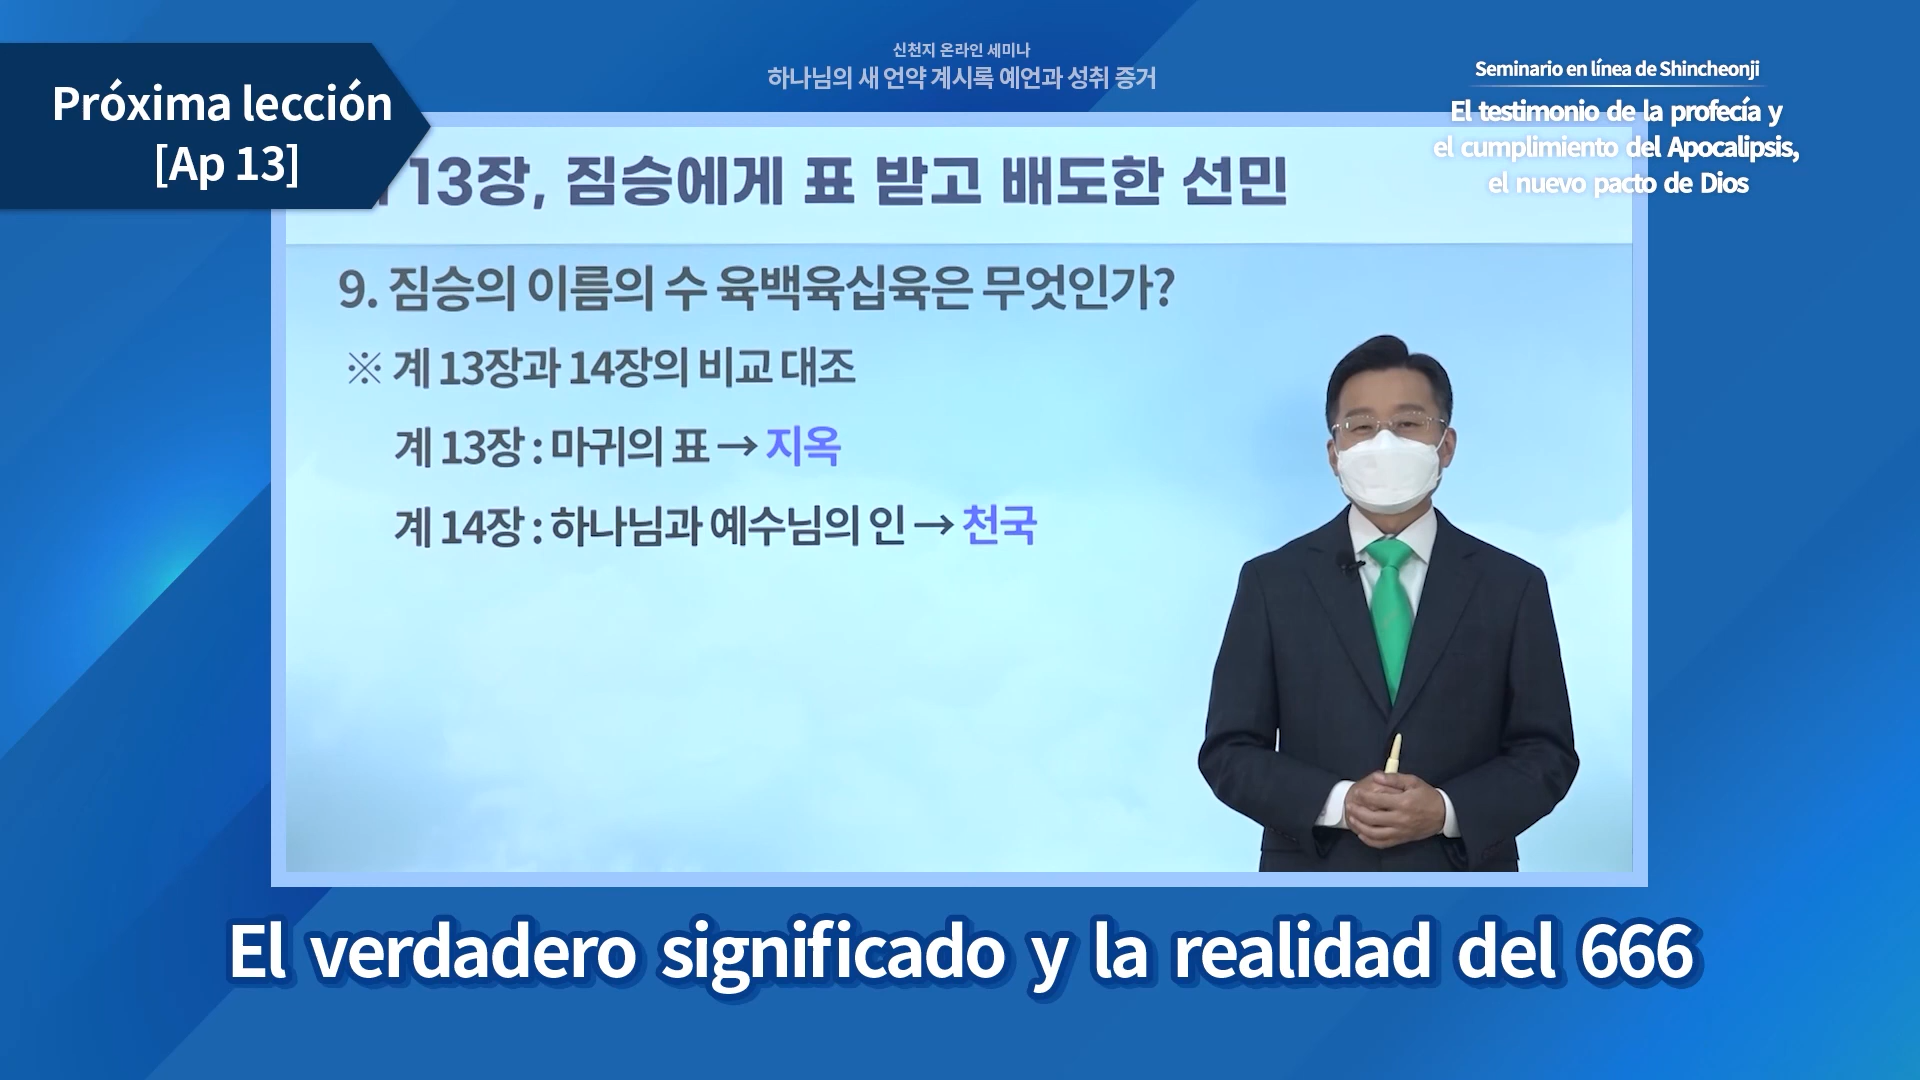 Próxima lección
[Ap 13]
신천지 온라인 세미나
하나님의 새 언약 계시록 예언과 성취 증거
Seminario en línea de Shincheonji
El testimonio de la profecía y
el cumplimiento del Apocalipsis,
el nuevo pacto de Dios
13장, 짐승에게 표 받고 배도한 선민
9. 짐승의 이름의 수 육백육십육은 무엇인가?
※ 계 13장과 14장의 비교 대조
계 13장 : 마귀의 표 → 지옥
계 14장 : 하나님과 예수님의 인 → 천국
El verdadero significado y la realidad del 666